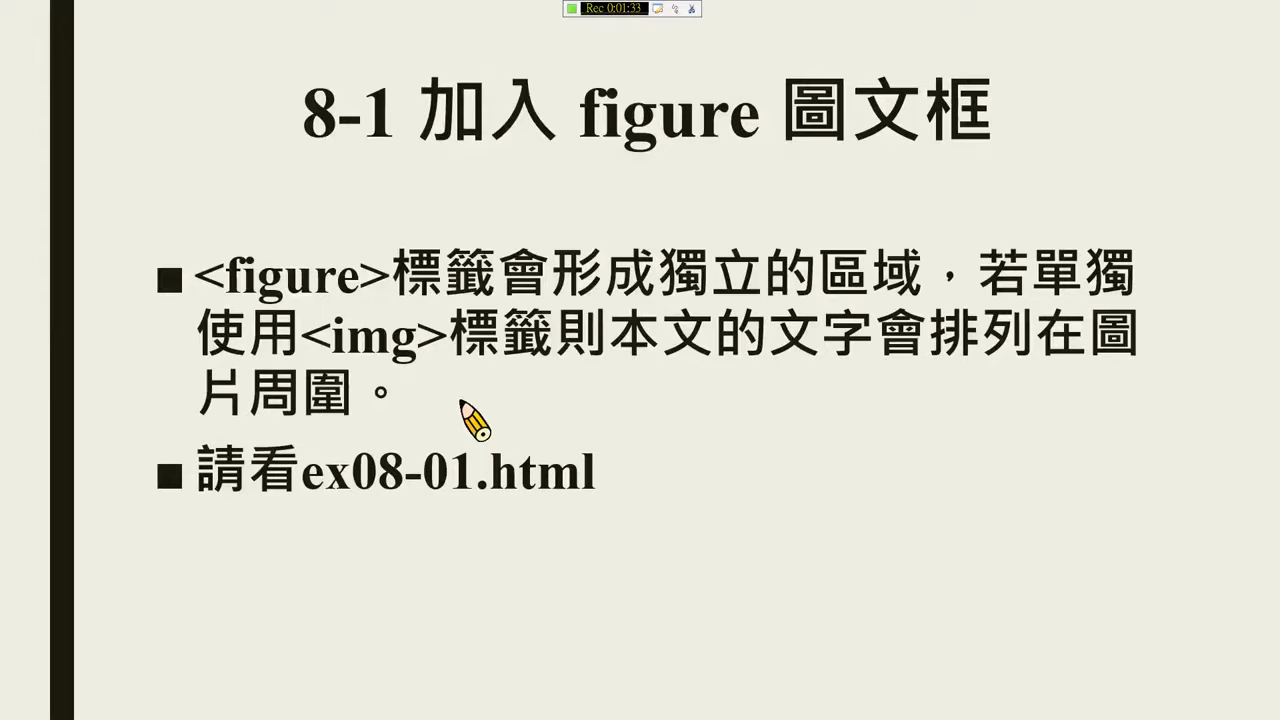 Rec 0:01:33
8-1 加入 figure 圖文框
■ <figure>標籤會形成獨立的區域，若單獨
使用<img>標籤則本文的文字會排列在圖
片周圍。
■ 請看ex08-01.html